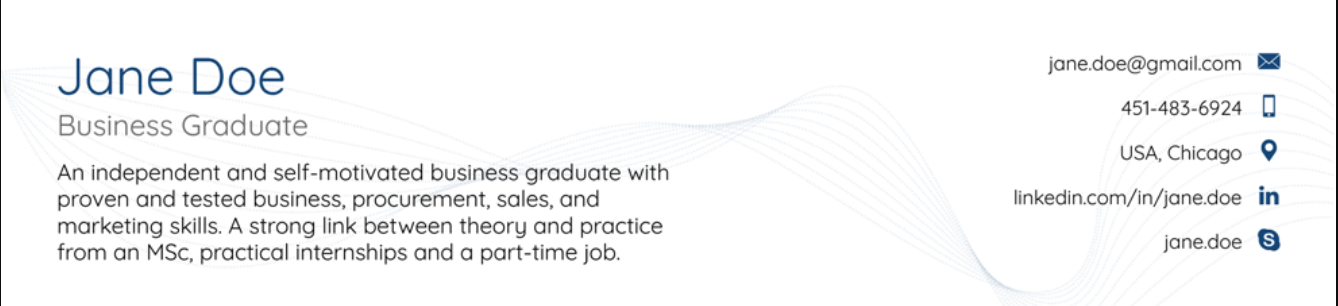 Jane Doe
Business Graduate
An independent and self-motivated business graduate with
proven and tested business, procurement, sales, and
marketing skills. A strong link between theory and practice
from an MSc, practical internships and a part-time job.
jane.doe@gmail.com
451-483-6924
USA, Chicago
linkedin.com/in/jane.doe
jane.doe